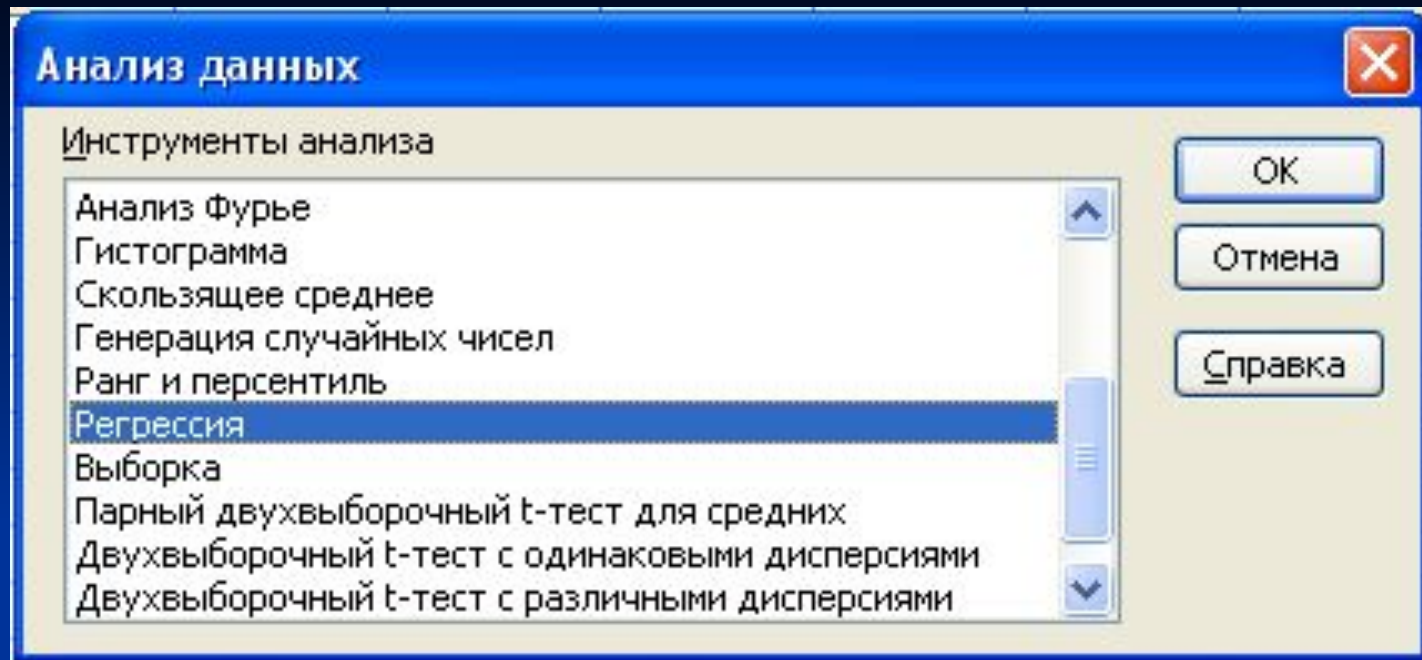 Анализ данных
Инструменты анализа
Анализ Фурье
Гистограмма
Скользящее среднее
Генерация случайных чисел
Ранг и персентиль
Регрессия
Выборка
Парный двухвыборочный t-тест для средних
Двухвыборочный t-тест с одинаковыми дисперсиями
Двухвыборочный t-тест с различными дисперсиями
ОК
Отмена
Справка